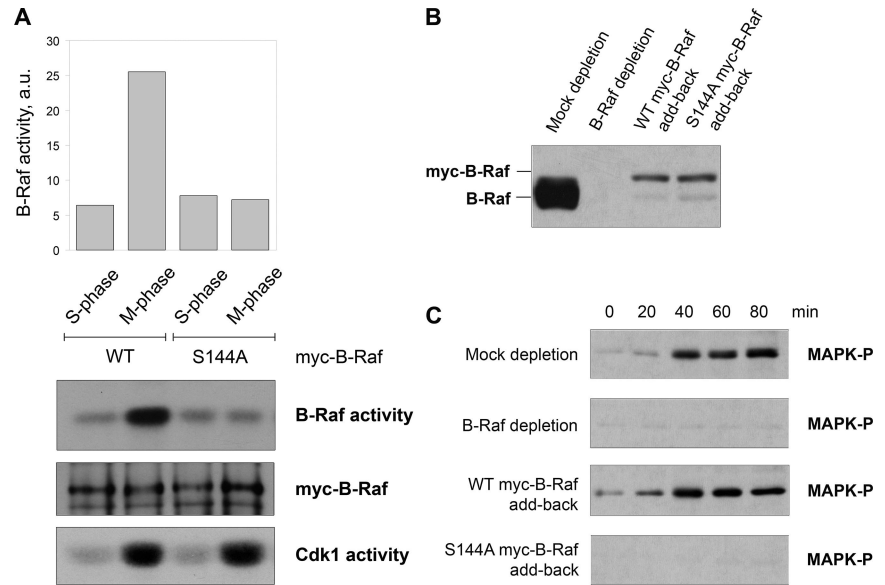 A
B-Raf activity, a.u.
30
25
20
15
10
5
0
S-phase
M-phase
S-phase
M-phase
WT
S144A
myc-B-Raf
B-Raf activity
myc-B-Raf
Cdk1 activity
B
Mock depletion
B-Raf depletion
WT myc-B-Raf
add-back
S144A myc-B-Raf
add-back
myc-B-Raf
B-Raf
C
0 20 40 60 80 min
Mock depletion MAPK-P
B-Raf depletion MAPK-P
WT myc-B-Raf
add-back
MAPK-P
S144A myc-B-Raf
add-back
MAPK-P